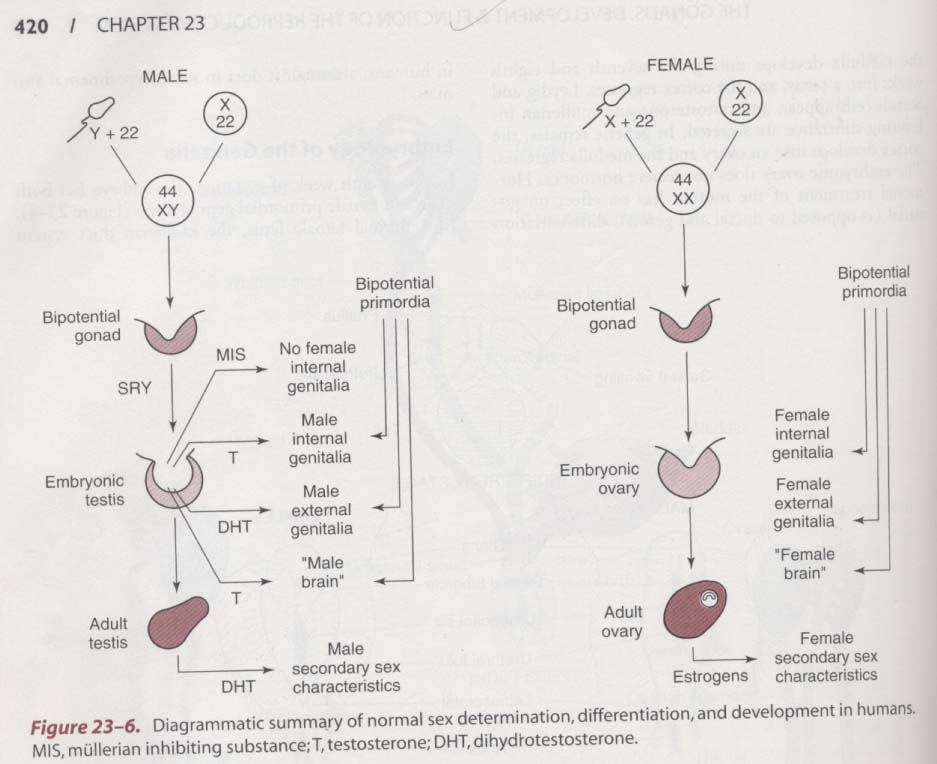 420 / CHAPTER 23
MALE
Y + 22
X
22
44
XY
Bipotential
primordia
Bipotential
gonad
MIS
No female
internal
genitalia
SRY
Male
internal
genitalia
T
Embryonic
testis
Male
external
genitalia
DHT
"Male
brain"
T
Adult
testis
Male
secondary sex
characteristics
DHT
FEMALE
X + 22
X
22
44
XX
Bipotential
primordia
Bipotential
gonad
Female
internal
genitalia
Embryonic
ovary
Female
external
genitalia
"Female
brain"
Adult
ovary
Female
secondary sex
characteristics
Estrogens
Figure 23–6. Diagrammatic summary of normal sex determination, differentiation, and development in humans.
MIS, müllerian inhibiting substance; T, testosterone; DHT, dihydrotestosterone.